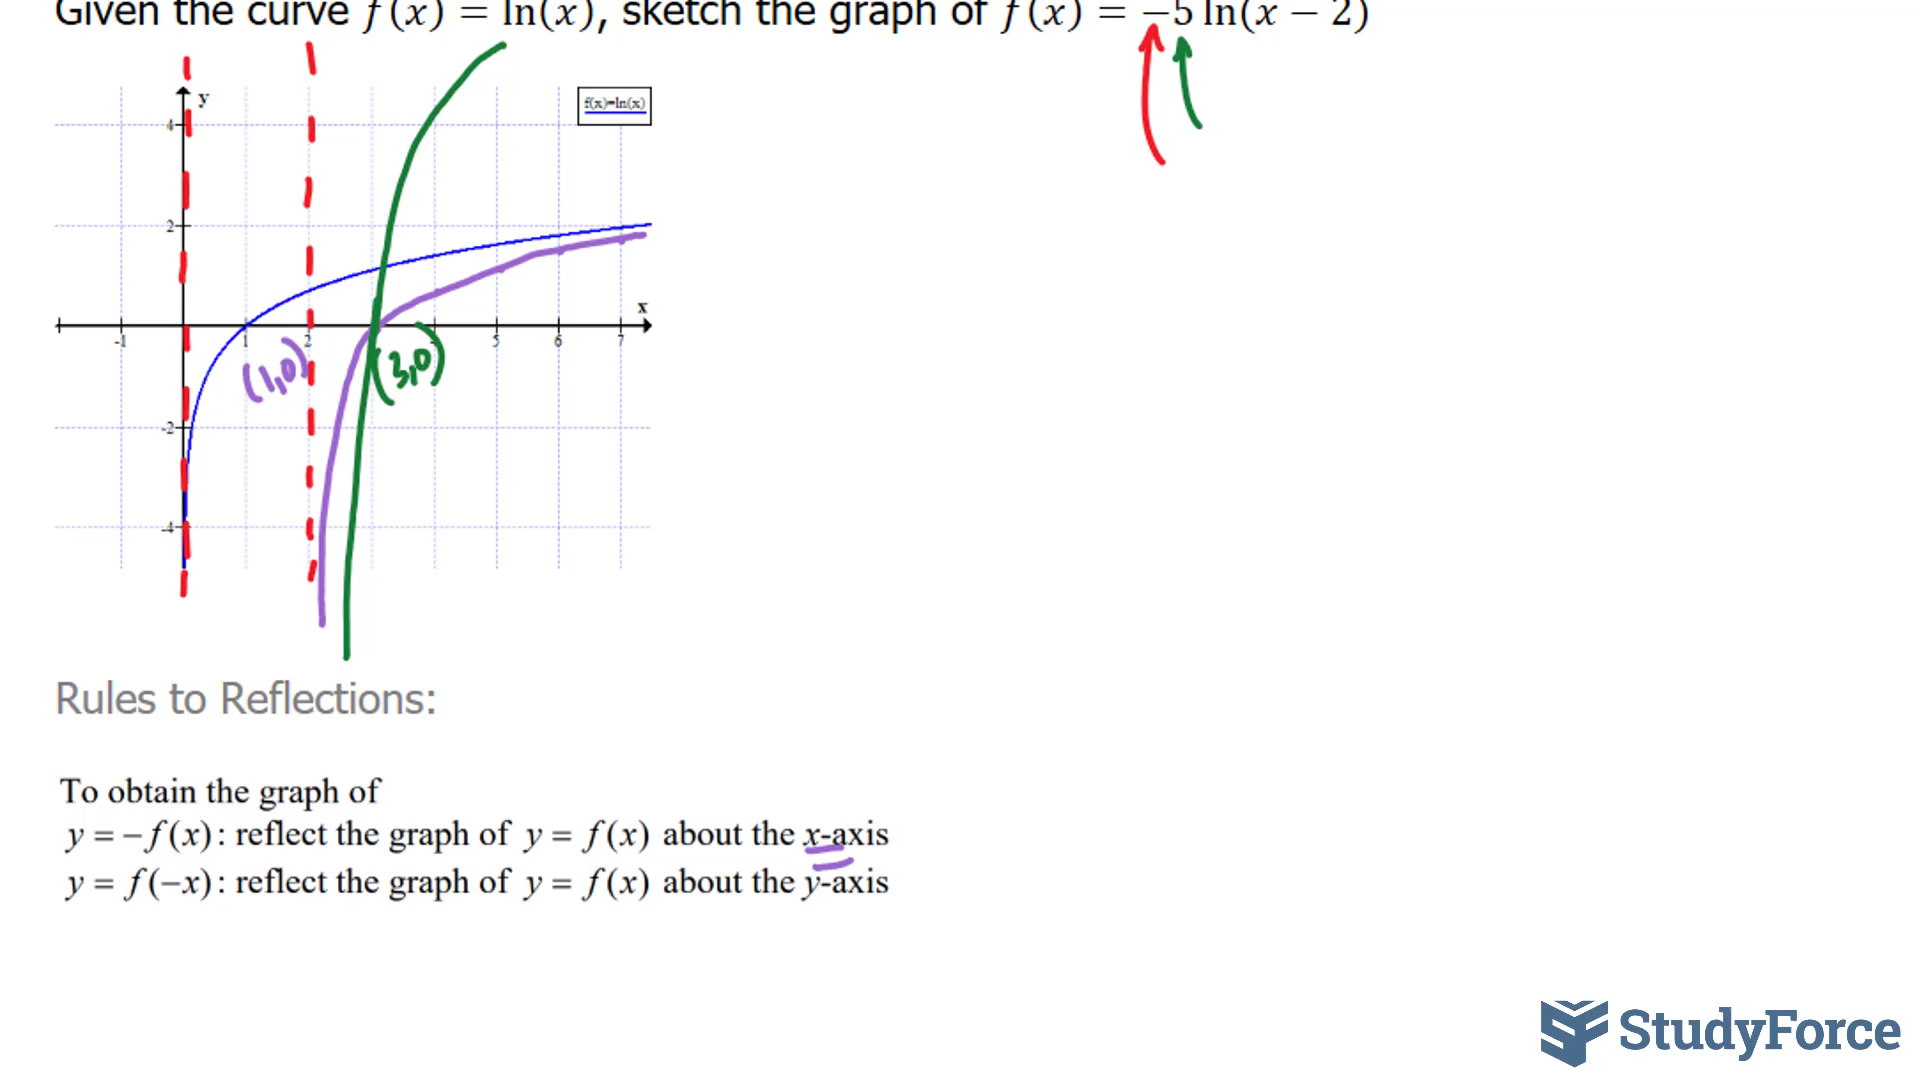 Given the curve f(x) = ln(x), sketch the graph of f(x) = −5 ln(x − 2)
y
f(x)=ln(x)
4
2
x
-1 1 2 5 6 7
(1,0) (3,0)
-2
-4
Rules to Reflections:
To obtain the graph of
y = −f(x): reflect the graph of y = f(x) about the x-axis
y = f(−x): reflect the graph of y = f(x) about the y-axis
StudyForce